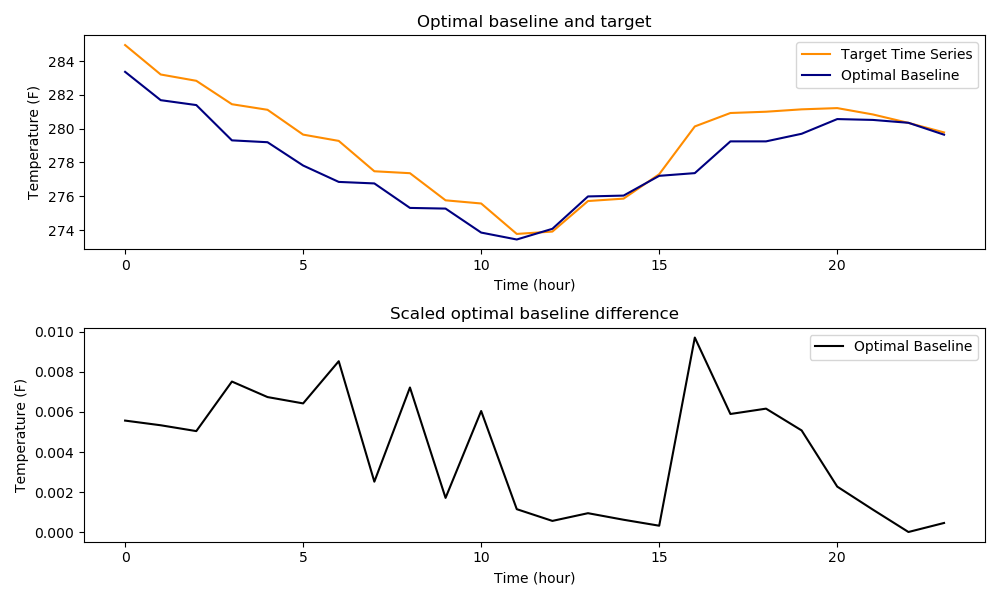 Optimal baseline and target
Temperature (F)
284
282
280
278
276
274
Target Time Series
Optimal Baseline
0 5 10 15 20
Time (hour)
Scaled optimal baseline difference
Temperature (F)
0.010
0.008
0.006
0.004
0.002
0.000
Optimal Baseline
0 5 10 15 20
Time (hour)